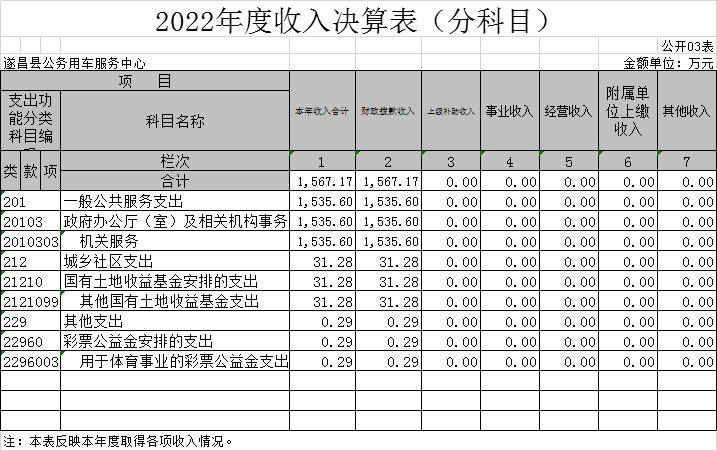 2022年度收入决算表（分科目）
公开03表
遂昌县公务用车服务中心 金额单位：万元
项 目 本年收入合计 财政拨款收入 上级补助收入 事业收入 经营收入 附属单位上缴收入 其他收入
支出功能分类科目编 科目名称
类 款 项 栏次 1 2 3 4 5 6 7
合计 1,567.17 1,567.17 0.00 0.00 0.00 0.00 0.00
201 一般公共服务支出 1,535.60 1,535.60 0.00 0.00 0.00 0.00 0.00
20103 政府办公厅（室）及相关机构事务 1,535.60 1,535.60 0.00 0.00 0.00 0.00 0.00
2010303 机关服务 1,535.60 1,535.60 0.00 0.00 0.00 0.00 0.00
212 城乡社区支出 31.28 31.28 0.00 0.00 0.00 0.00 0.00
21210 国有土地收益基金安排的支出 31.28 31.28 0.00 0.00 0.00 0.00 0.00
2121099 其他国有土地收益基金支出 31.28 31.28 0.00 0.00 0.00 0.00 0.00
229 其他支出 0.29 0.29 0.00 0.00 0.00 0.00 0.00
22960 彩票公益金安排的支出 0.29 0.29 0.00 0.00 0.00 0.00 0.00
2296003 用于体育事业的彩票公益金支出 0.29 0.29 0.00 0.00 0.00 0.00 0.00
注：本表反映本年度取得各项收入情况。